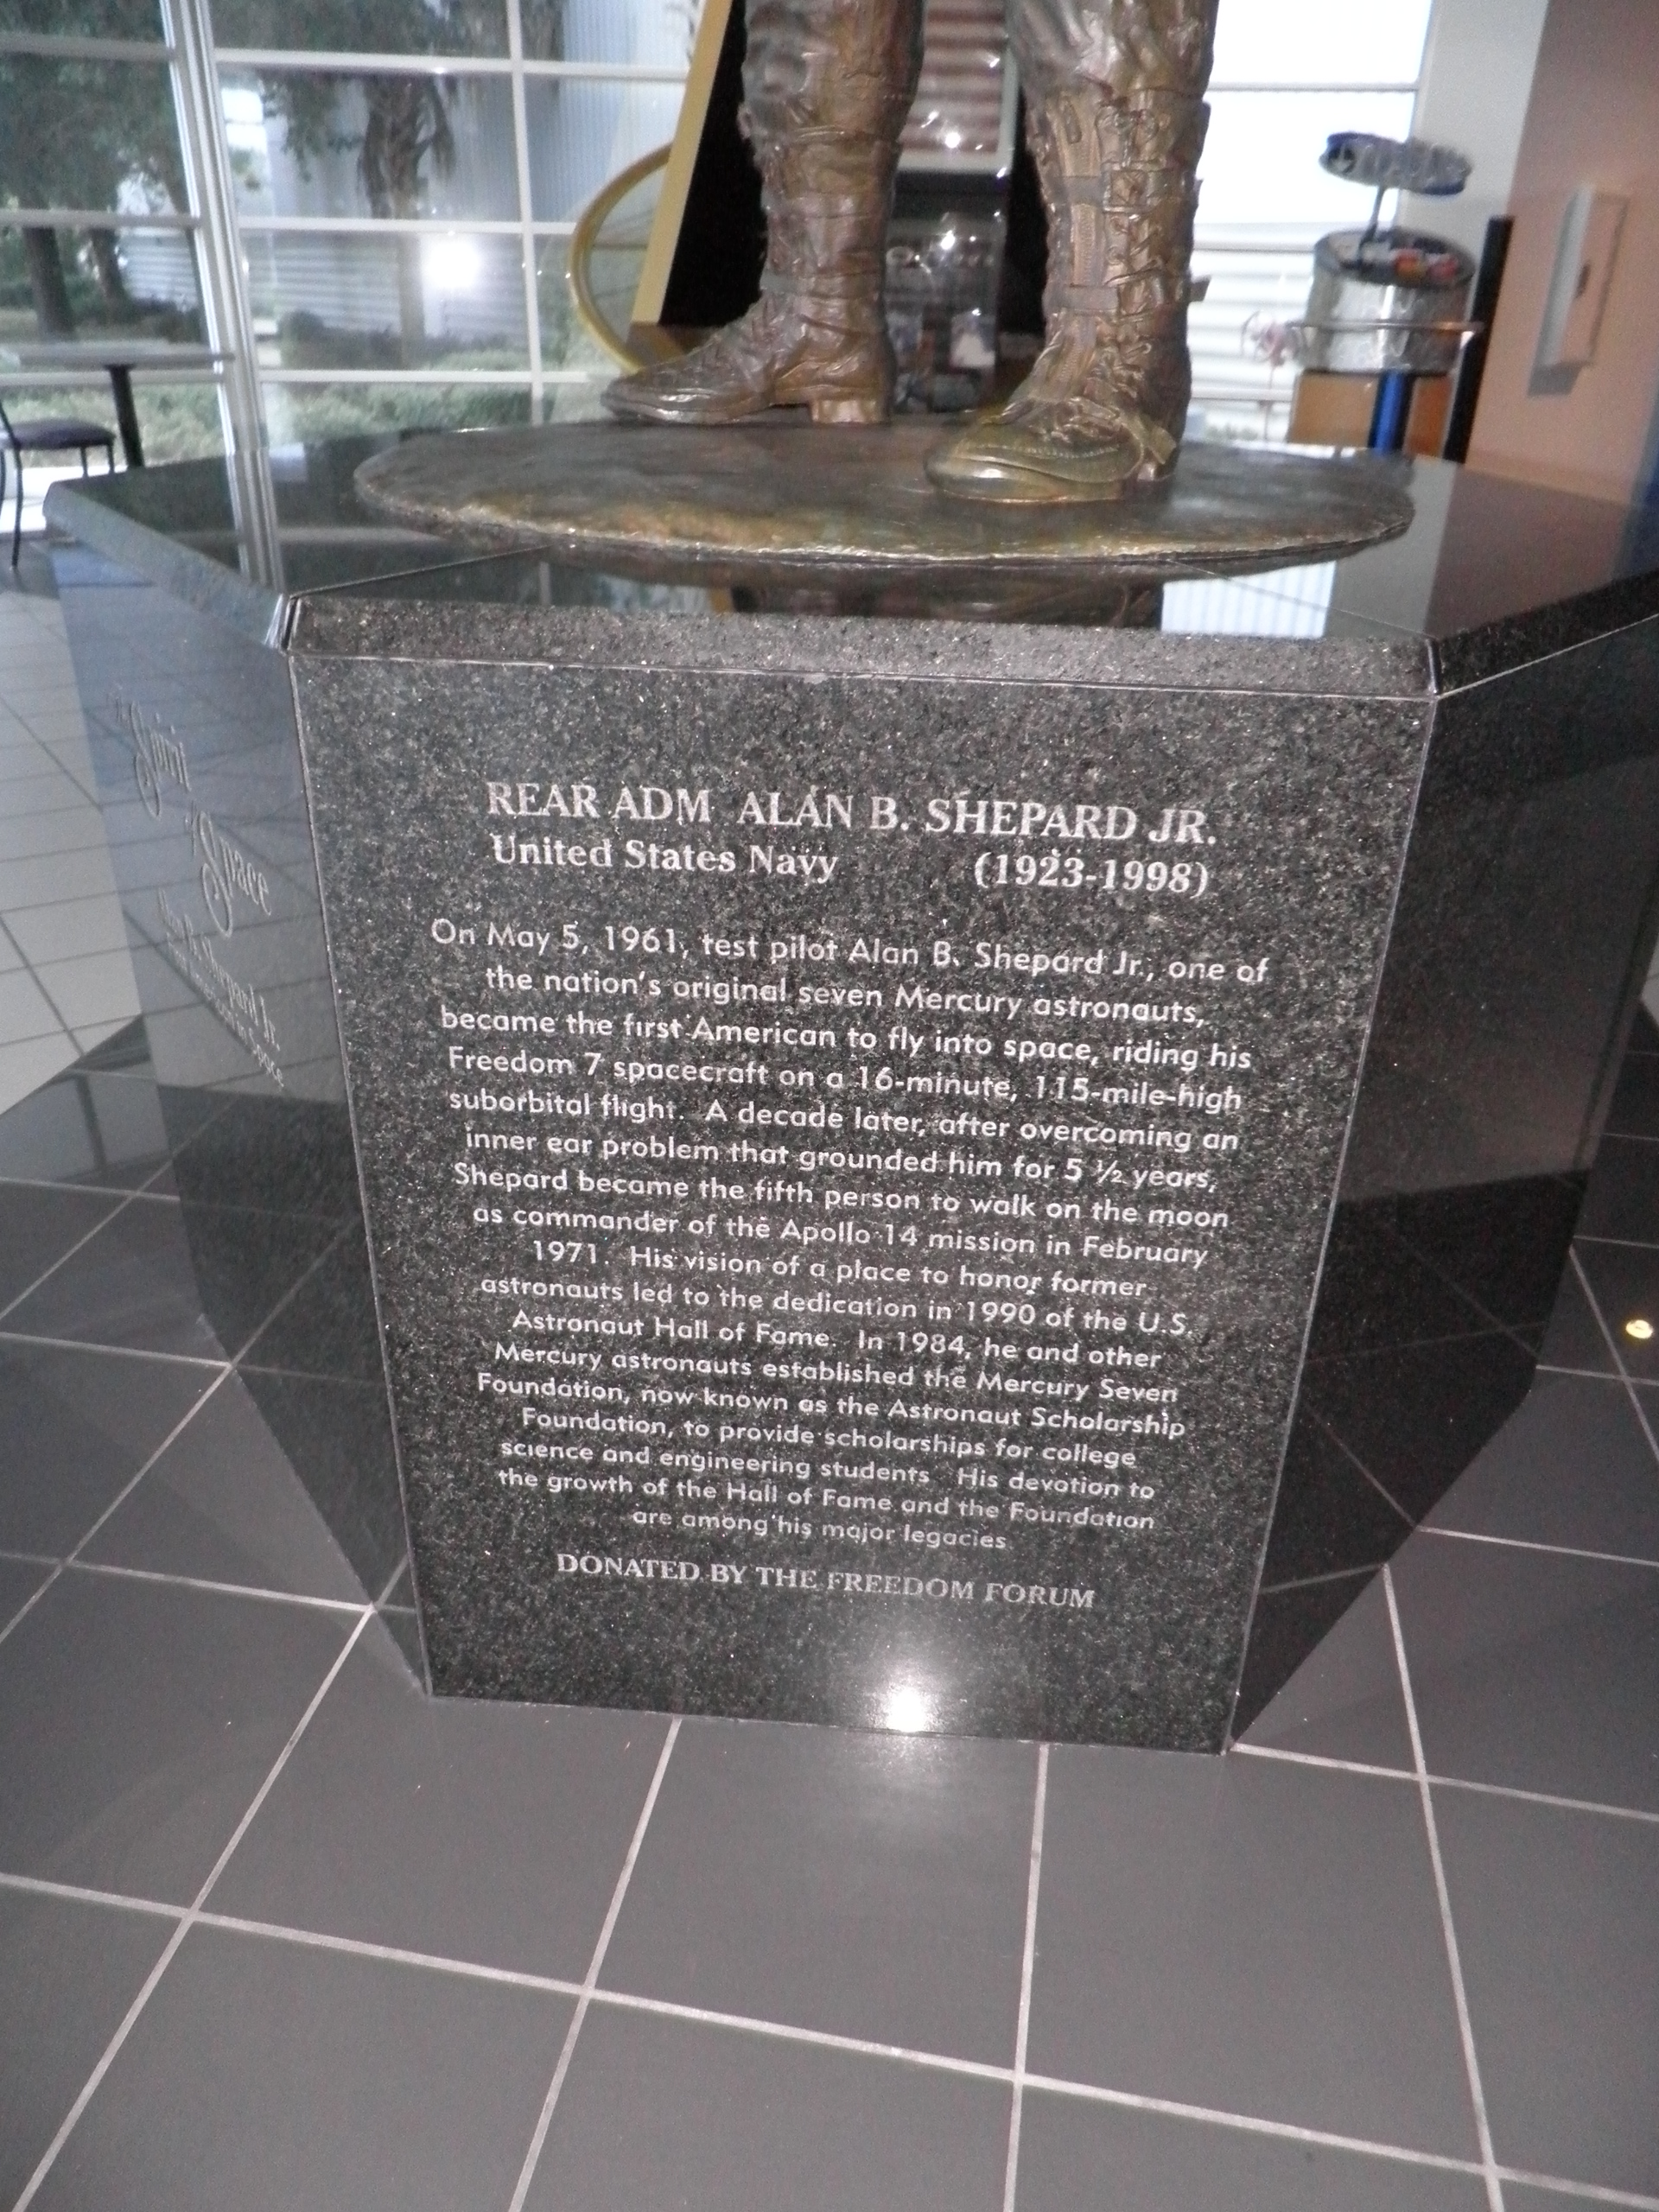 REAR ADM ALAN B. SHEPARD JR.
United States Navy (1923-1998)
On May 5, 1961, test pilot Alan B. Shepard Jr., one of
the nation's original seven Mercury astronauts,
became the first American to fly into space, riding his
Freedom 7 spacecraft on a 16-minute, 115-mile-high
suborbital flight. A decade later, after overcoming an
inner ear problem that grounded him for 5 ½ years,
Shepard became the fifth person to walk on the moon
as commander of the Apollo 14 mission in February
1971. His vision of a place to honor former
astronauts led to the dedication in 1990 of the U.S.
Astronaut Hall of Fame. In 1984, he and other
Mercury astronauts established the Mercury Seven
Foundation, now known as the Astronaut Scholarship
Foundation, to provide scholarships for college
science and engineering students. His devotion to
the growth of the Hall of Fame and the Foundation
are among his major legacies.
DONATED BY THE FREEDOM FORUM
Spirit
Space